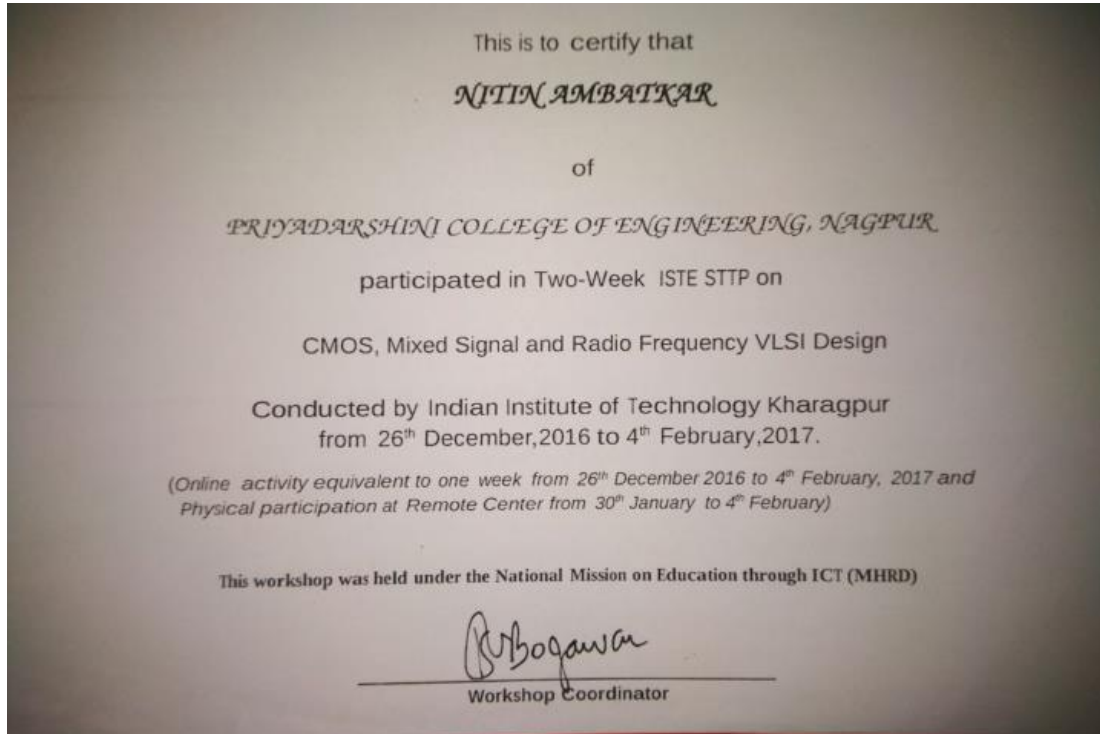 This is to certify that
NITIN AMBATKAR
of
PRIYADARSHINI COLLEGE OF ENGINEERING, NAGPUR
participated in Two-Week ISTE STTP on
CMOS, Mixed Signal and Radio Frequency VLSI Design
Conducted by Indian Institute of Technology Kharagpur
from 26th December,2016 to 4th February,2017.
(Online activity equivalent to one week from 26th December 2016 to 4th February, 2017 and
Physical participation at Remote Center from 30th January to 4th February)
This workshop was held under the National Mission on Education through ICT (MHRD)
Workshop Coordinator